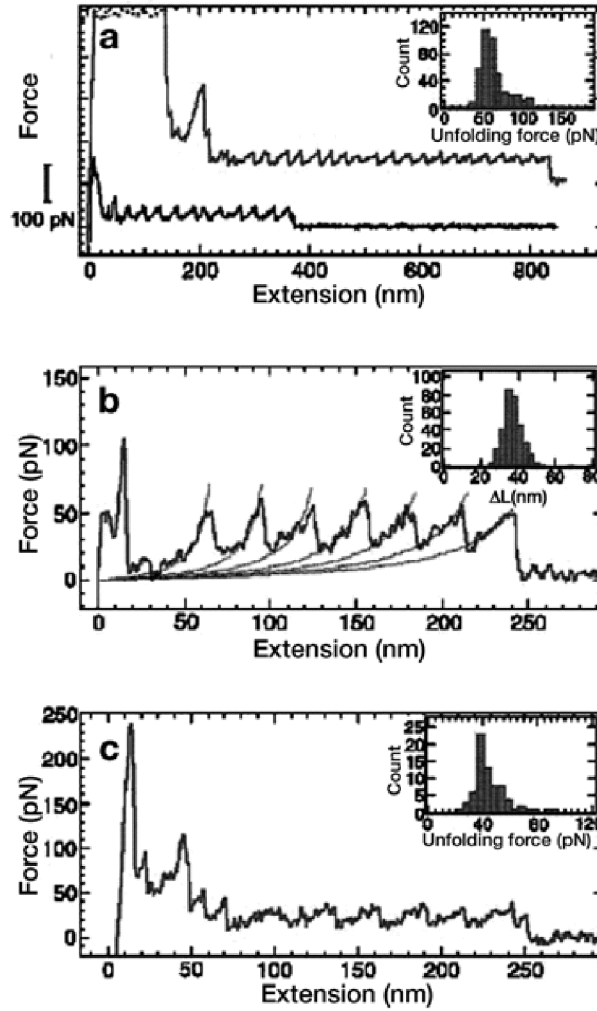 a
Force
100 pN
0 200 400 600 800
Extension (nm)
Count
120
80
40
0
0 50 100 150
Unfolding force (pN)
b
Force (pN)
150
100
50
0
0 50 100 150 200 250
Extension (nm)
Count
100
80
60
40
20
0
0 20 40 60 80
ΔL(nm)
c
Force (pN)
250
200
150
100
50
0
0 50 100 150 200 250
Extension (nm)
Count
25
20
15
10
5
0
0 40 80 120
Unfolding force (pN)